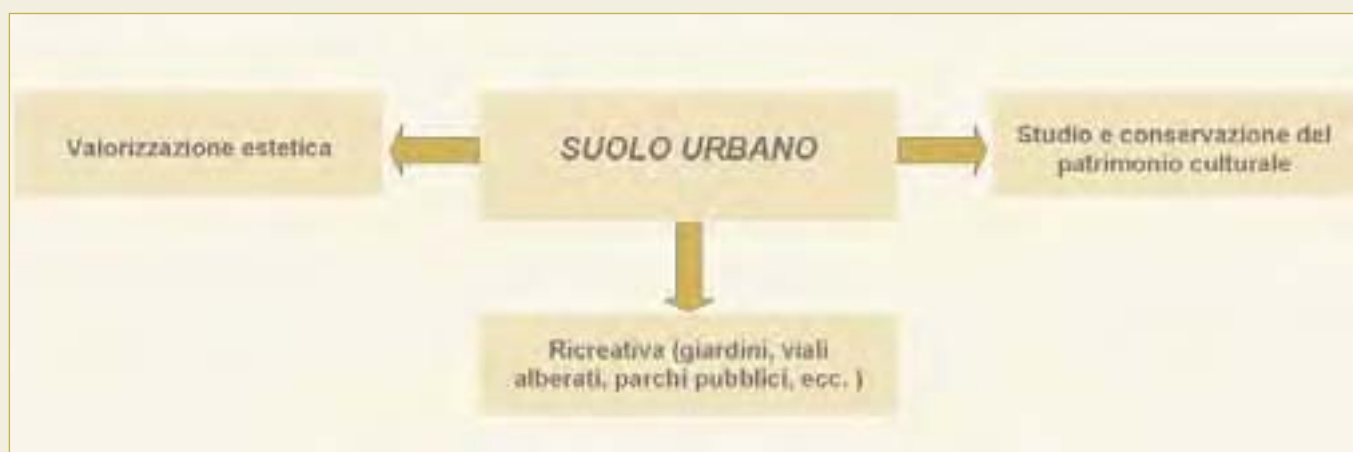 Valorizzazione estetica
SUOLO URBANO
Studio e conservazione del
patrimonio culturale
Ricreativa (giardini, viali
alberati, parchi pubblici, ecc. )